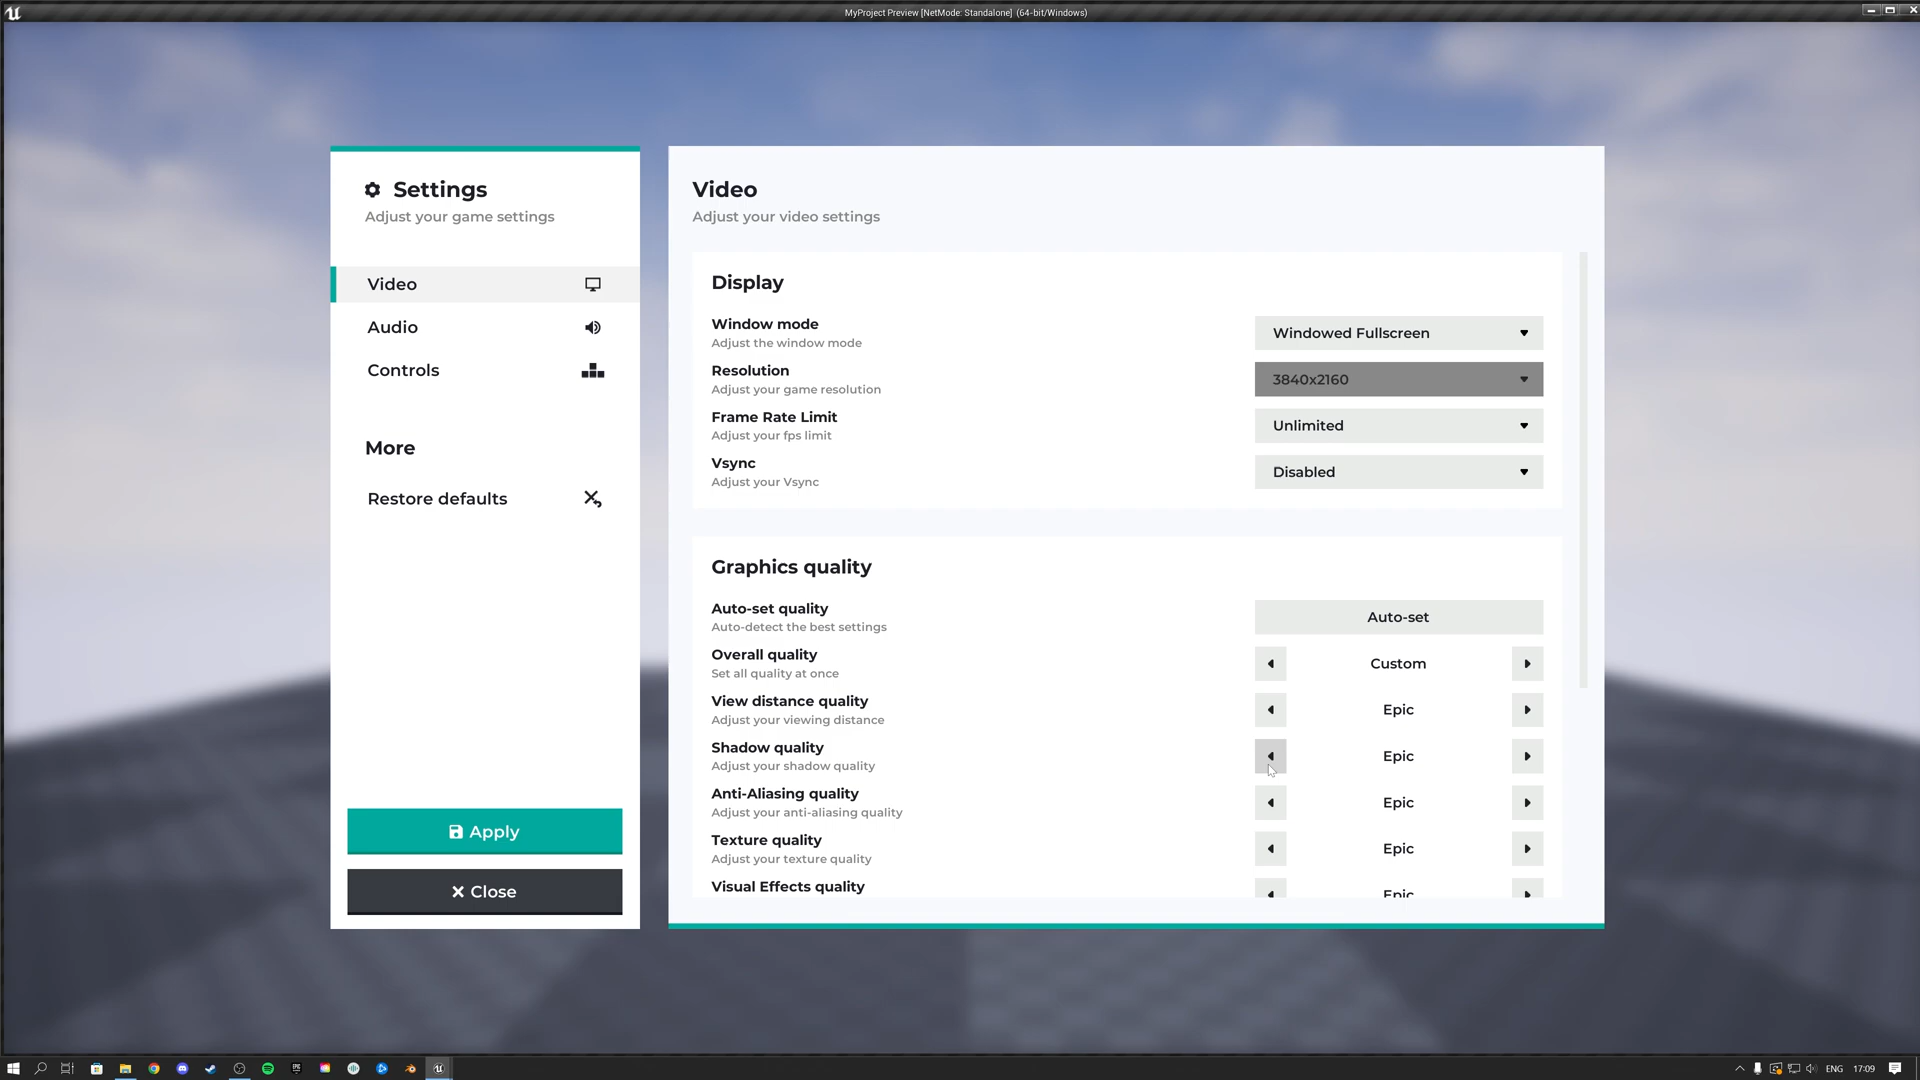 MyProject Preview [NetMode: Standalone] (64-bit/Windows)
Settings
Adjust your game settings
Video
Audio
Controls
More
Restore defaults
Apply
Close
Video
Adjust your video settings
Display
Window mode
Adjust the window mode
Windowed Fullscreen
Resolution
Adjust your game resolution
3840x2160
Frame Rate Limit
Adjust your fps limit
Unlimited
Vsync
Adjust your Vsync
Disabled
Graphics quality
Auto-set quality
Auto-detect the best settings
Auto-set
Overall quality
Set all quality at once
Custom
View distance quality
Adjust your viewing distance
Epic
Shadow quality
Adjust your shadow quality
Epic
Anti-Aliasing quality
Adjust your anti-aliasing quality
Epic
Texture quality
Adjust your texture quality
Epic
Visual Effects quality
Epic
ENG
17:09